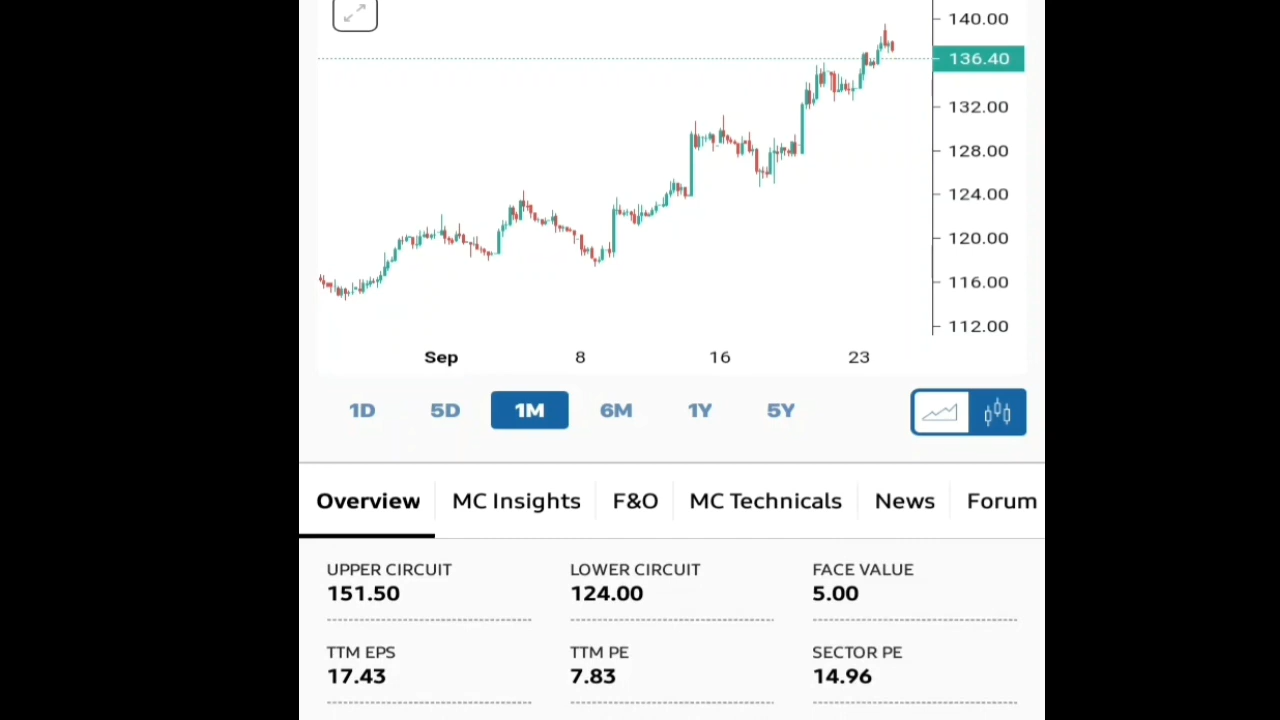 140.00
136.40
132.00
128.00
124.00
120.00
116.00
112.00
Sep 8 16 23
1D 5D 1M 6M 1Y 5Y
Overview MC Insights F&O MC Technicals News Forum
UPPER CIRCUIT LOWER CIRCUIT FACE VALUE
151.50 124.00 5.00
TTM EPS TTM PE SECTOR PE
17.43 7.83 14.96